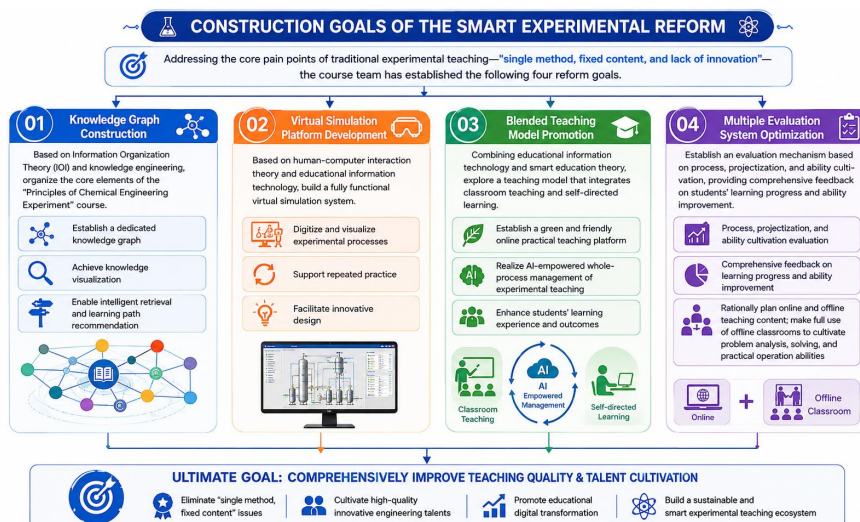 CONSTRUCTION GOALS OF THE SMART EXPERIMENTAL REFORM
Addressing the core pain points of traditional experimental teaching—"single method, fixed content, and lack of innovation"—
the course team has established the following four reform goals.
01
Knowledge Graph
Construction
Based on Information Organization
Theory (IOI) and knowledge engineering,
organize the core elements of the
"Principles of Chemical Engineering
Experiment" course.
Establish a dedicated
knowledge graph
Achieve knowledge
visualization
Enable intelligent retrieval
and learning path
recommendation
02
Virtual Simulation
Platform Development
Based on human-computer interaction
theory and educational information
technology, build a fully functional
virtual simulation system.
Digitize and visualize
experimental processes
Support repeated practice
Facilitate innovative
design
03
Blended Teaching
Model Promotion
Combining educational information
technology and smart education theory,
explore a teaching model that integrates
classroom teaching and self-directed
learning.
Establish a green and friendly
online practical teaching platform
AI
Realize AI-empowered whole-
process management of
experimental teaching
Enhance students' learning
experience and outcomes
Classroom
Teaching
AI
AI
Empowered
Management
Self-directed
Learning
04
Multiple Evaluation
System Optimization
Establish an evaluation mechanism based
on process, projectization, and ability culti-
vation, providing comprehensive feedback
on students' learning progress and ability
improvement.
Process, projectization, and
ability cultivation evaluation
Comprehensive feedback on
learning progress and ability
improvement
Rationally plan online and offline
teaching content; make full use
of offline classrooms to cultivate
problem analysis, solving, and
practical operation abilities
Online
+
Offline
Classroom
ULTIMATE GOAL: COMPREHENSIVELY IMPROVE TEACHING QUALITY & TALENT CULTIVATION
Eliminate "single method,
fixed content" issues
Cultivate high-quality
innovative engineering talents
Promote educational
digital transformation
Build a sustainable and
smart experimental teaching ecosystem